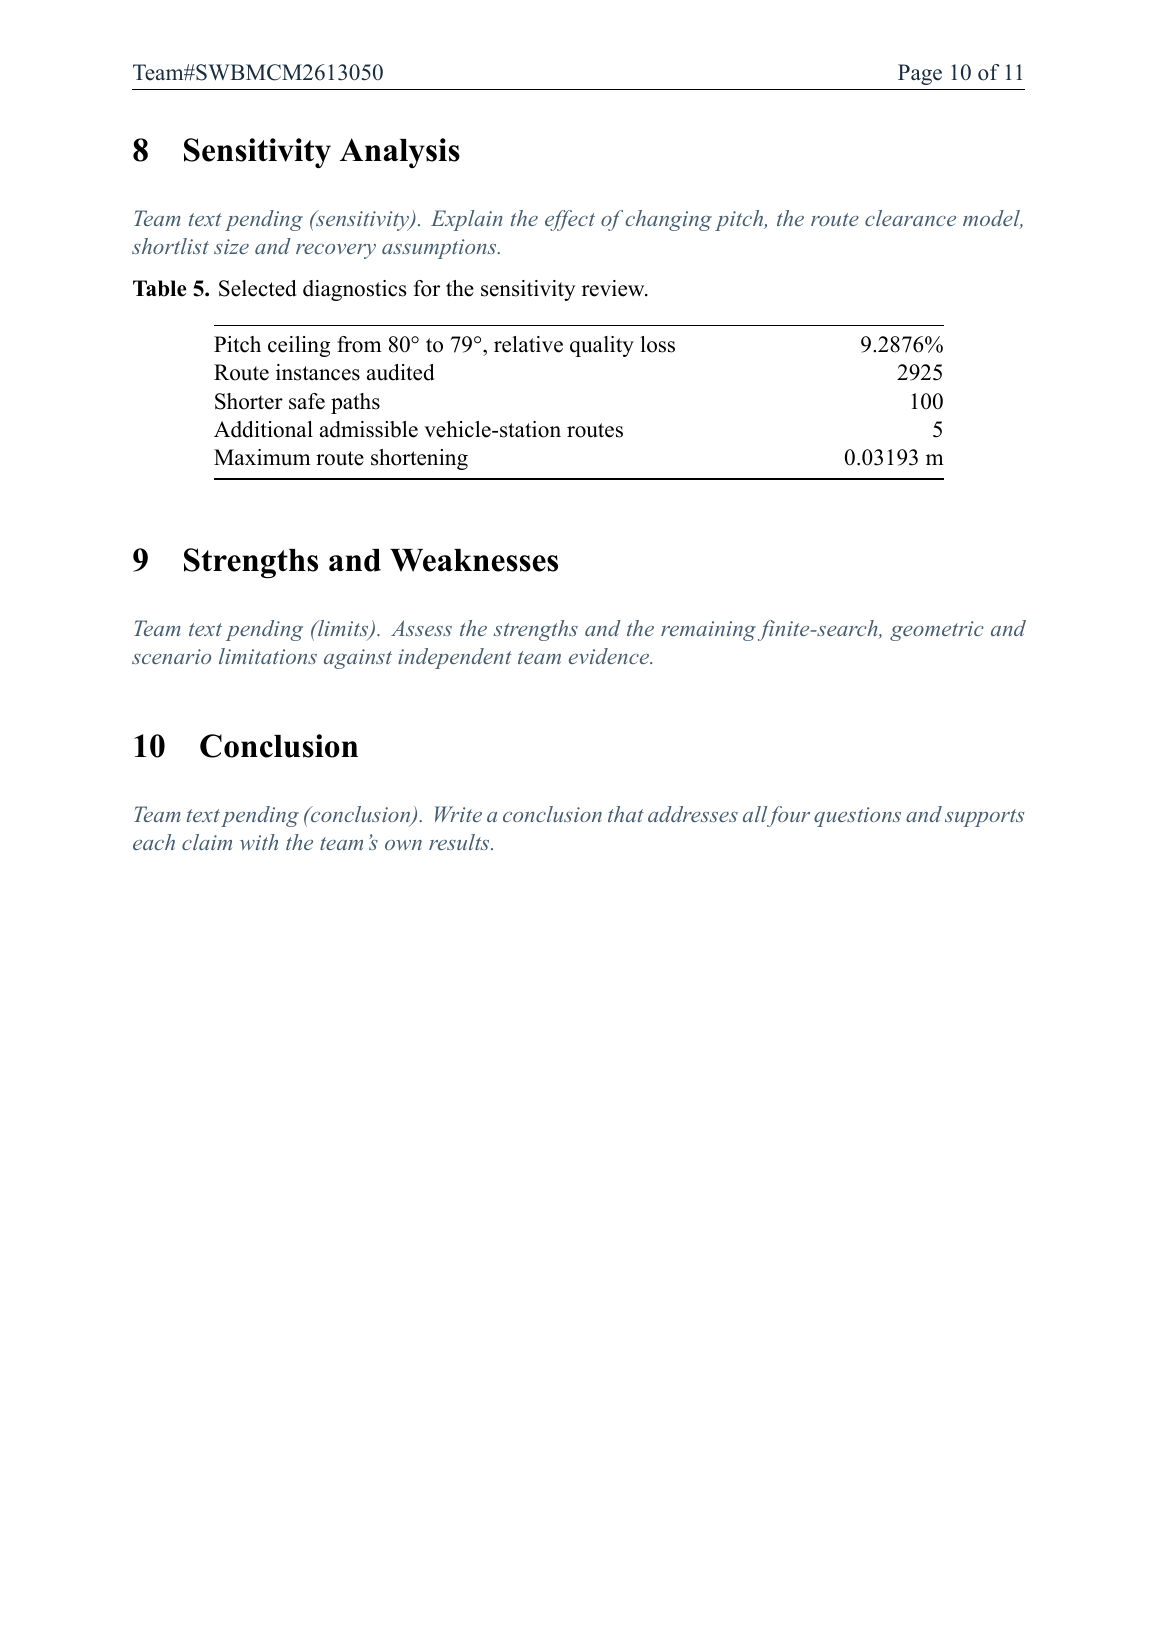 Team#SWBMCM2613050 Page 10 of 11
8 Sensitivity Analysis
Team text pending (sensitivity). Explain the effect of changing pitch, the route clearance model,
shortlist size and recovery assumptions.
Table 5. Selected diagnostics for the sensitivity review.
Pitch ceiling from 80° to 79°, relative quality loss 9.2876%
Route instances audited 2925
Shorter safe paths 100
Additional admissible vehicle-station routes 5
Maximum route shortening 0.03193 m
9 Strengths and Weaknesses
Team text pending (limits). Assess the strengths and the remaining finite-search, geometric and
scenario limitations against independent team evidence.
10 Conclusion
Team text pending (conclusion). Write a conclusion that addresses all four questions and supports
each claim with the team’s own results.